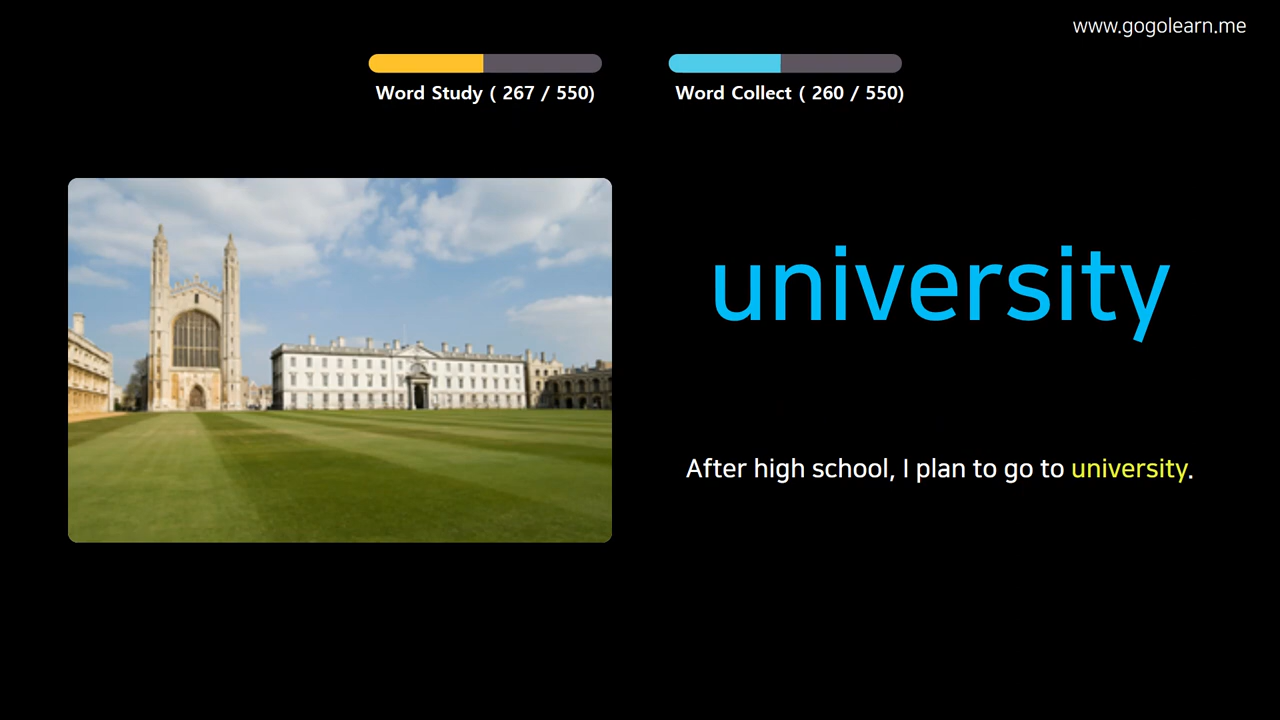 www.gogolearn.me
Word Study ( 267 / 550)
Word Collect ( 260 / 550)
university
After high school, I plan to go to university.